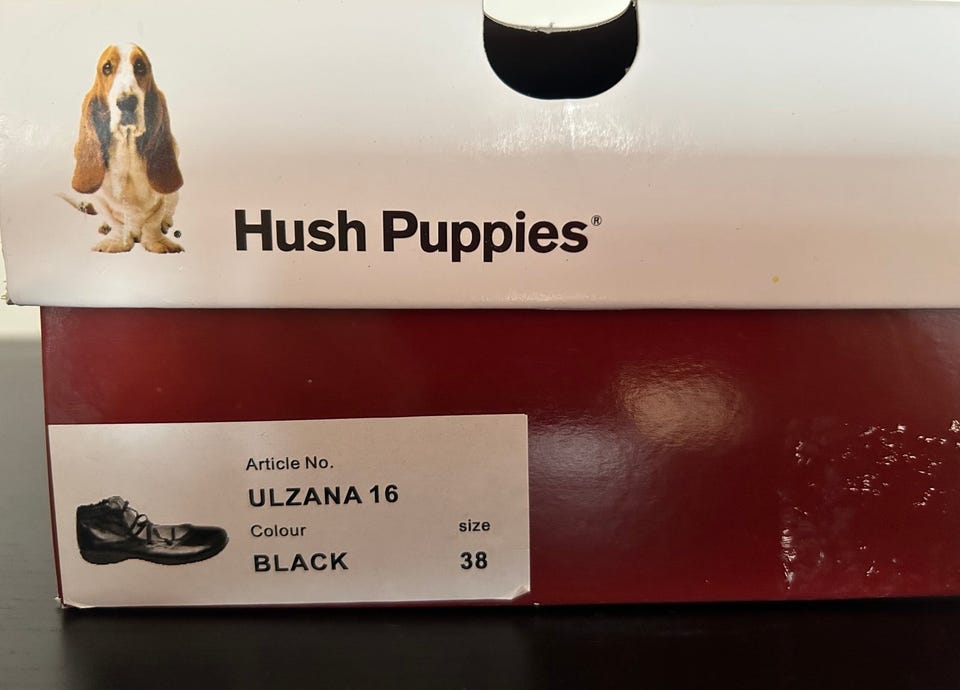 Hush Puppies®
Article No.
ULZANA 16
Colour
size
BLACK
38